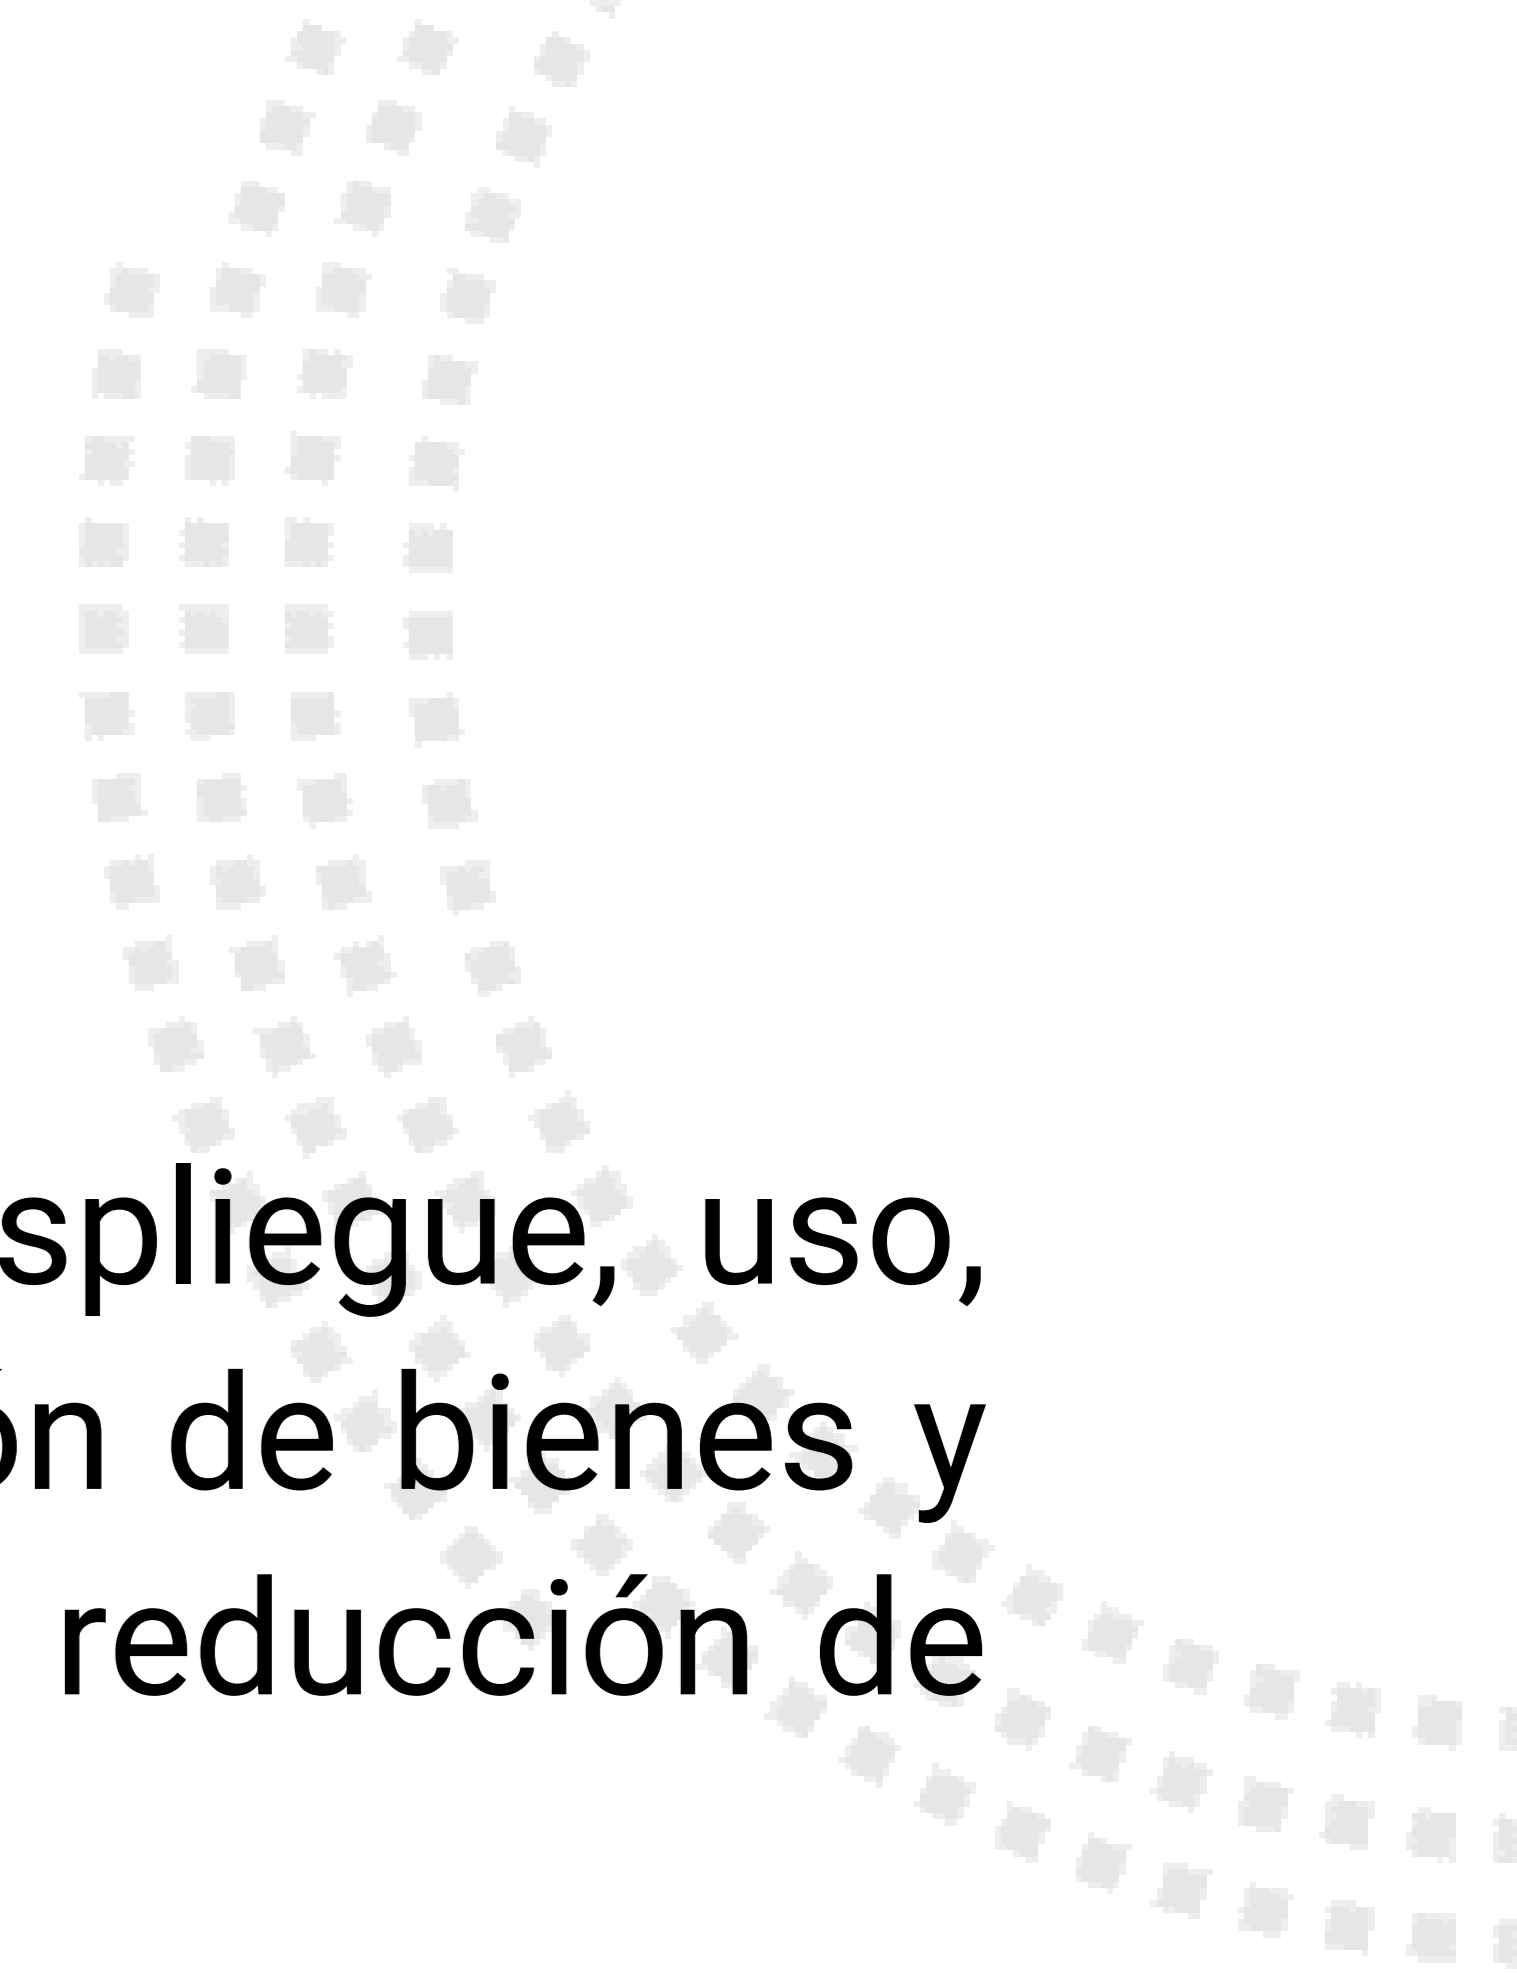 spliegue, uso,
ón de bienes y
reducción de